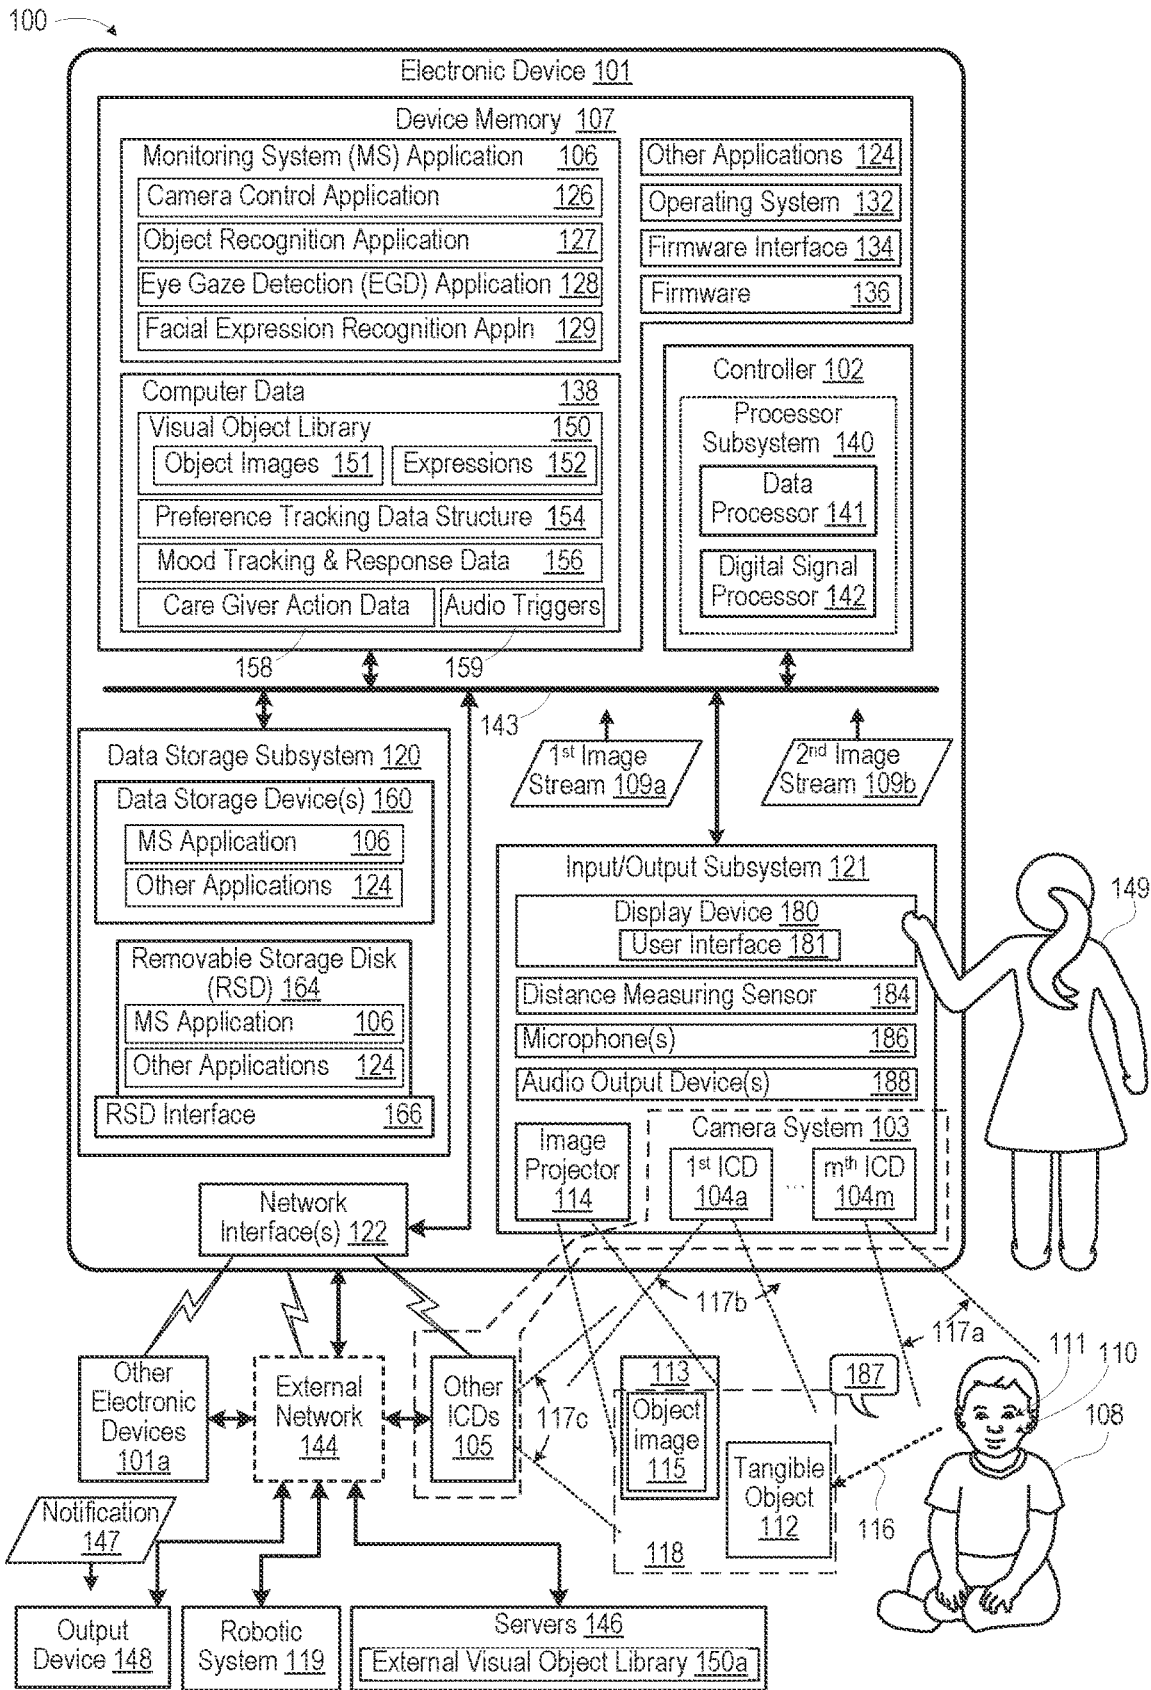 100
Electronic Device 101
Device Memory 107
Monitoring System (MS) Application 106
Camera Control Application 126
Object Recognition Application 127
Eye Gaze Detection (EGD) Application 128
Facial Expression Recognition Appln 129
Other Applications 124
Operating System 132
Firmware Interface 134
Firmware 136
Computer Data 138
Visual Object Library 150
Object Images 151
Expressions 152
Preference Tracking Data Structure 154
Mood Tracking & Response Data 156
Care Giver Action Data
Audio Triggers
158
159
Controller 102
Processor
Subsystem 140
Data
Processor 141
Digital Signal
Processor 142
143
1st Image
Stream 109a
2nd Image
Stream 109b
Data Storage Subsystem 120
Data Storage Device(s) 160
MS Application 106
Other Applications 124
Removable Storage Disk
(RSD) 164
MS Application 106
Other Applications 124
RSD Interface 166
Input/Output Subsystem 121
Display Device 180
User Interface 181
Distance Measuring Sensor 184
Microphone(s) 186
Audio Output Device(s) 188
Camera System 103
Image
Projector
114
1st ICD
104a
...
mth ICD
104m
149
Network
Interface(s) 122
117b
117a
Other
Electronic
Devices
101a
External
Network
144
Other
ICDs
105
117c
113
Object
image
115
187
111
110
108
Tangible
Object
112
116
118
Notification
147
Output
Device 148
Robotic
System 119
Servers 146
External Visual Object Library 150a